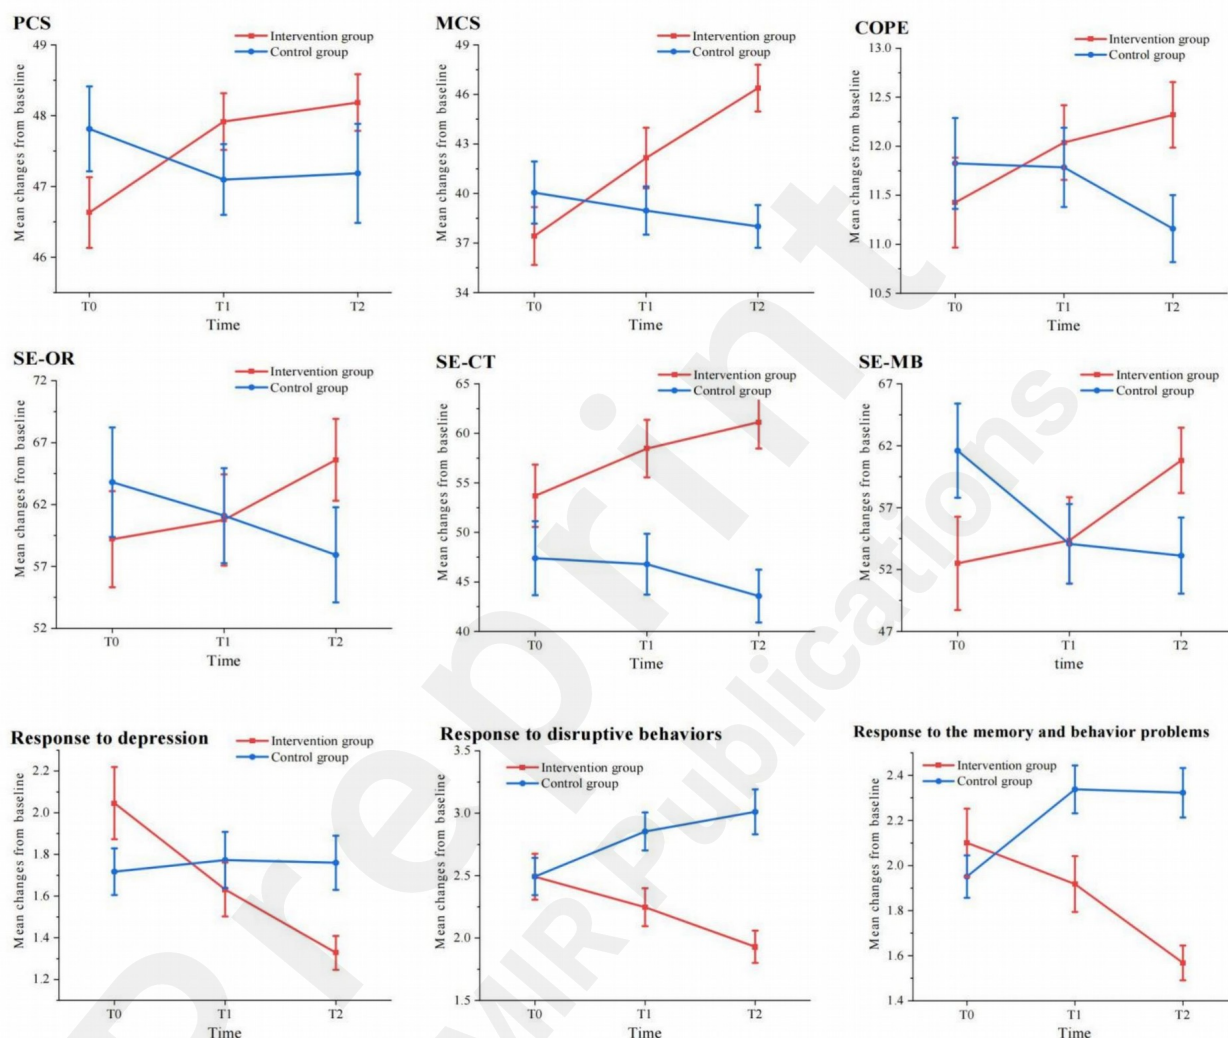 PCS
Intervention group
Control group
49
48
47
46
Mean changes from baseline
T0 T1 T2
Time
MCS
Intervention group
Control group
49
46
43
40
37
34
Mean changes from baseline
T0 T1 T2
Time
COPE
Intervention group
Control group
13.0
12.5
12.0
11.5
11.0
10.5
Mean changes from baseline
T0 T1 T2
Time
SE-OR
Intervention group
Control group
72
67
62
57
52
Mean changes from baseline
T0 T1 T2
Time
SE-CT
Intervention group
Control group
65
60
55
50
45
40
Mean changes from baseline
T0 T1 T2
Time
SE-MB
Intervention group
Control group
67
62
57
52
47
Mean changes from baseline
T0 T1 T2
time
Response to depression
Intervention group
Control group
2.2
2.0
1.8
1.6
1.4
1.2
Mean changes from baseline
T0 T1 T2
Time
Response to disruptive behaviors
Intervention group
Control group
3.5
3.0
2.5
2.0
1.5
Mean changes from baseline
T0 T1 T2
Time
Response to the memory and behavior problems
Intervention group
Control group
2.4
2.2
2.0
1.8
1.6
1.4
Mean changes from baseline
T0 T1 T2
Time
Preprint
MIR Publications